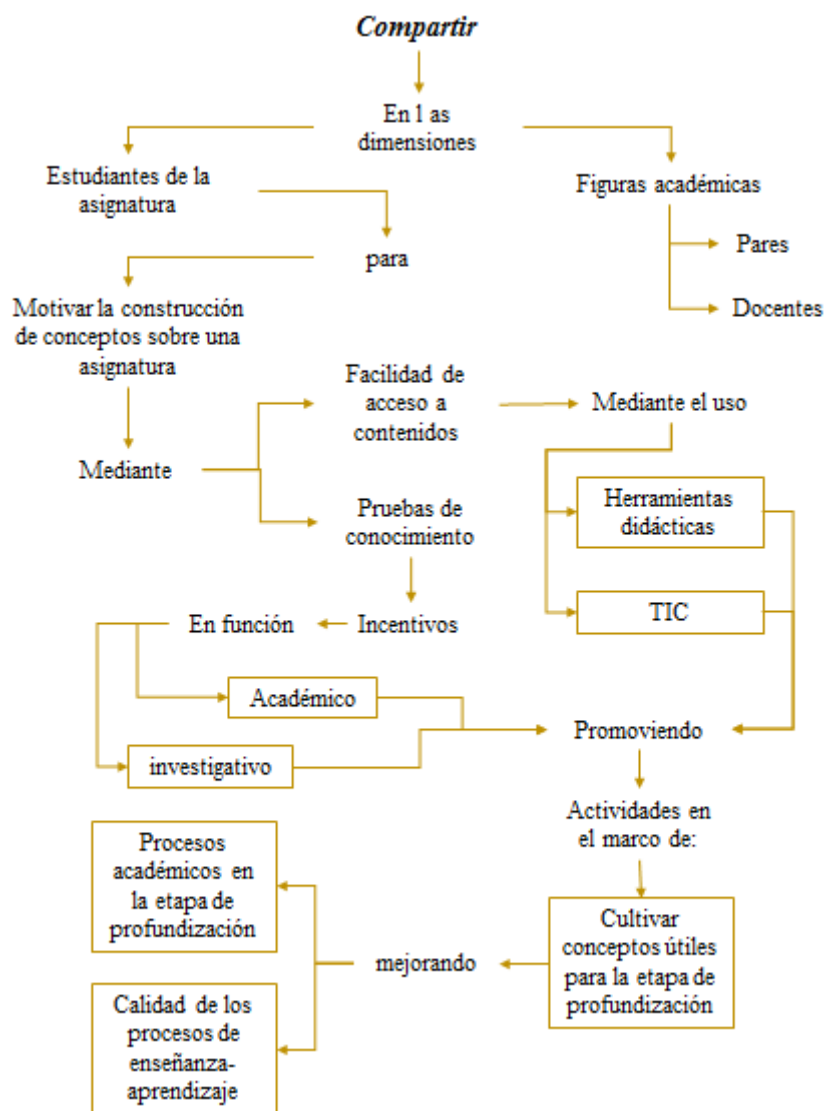 Compartir
En l as
dimensiones
Estudiantes de la
asignatura
Figuras académicas
Pares
Docentes
para
Motivar la construcción
de conceptos sobre una
asignatura
Mediante
Facilidad de
acceso a
contenidos
Mediante el uso
Herramientas
didácticas
TIC
Pruebas de
conocimiento
Incentivos
En función
Académico
investigativo
Promoviendo
Actividades en
el marco de:
Cultivar
conceptos útiles
para la etapa de
profundización
mejorando
Procesos
académicos en
la etapa de
profundización
Calidad de los
procesos de
enseñanza-
aprendizaje